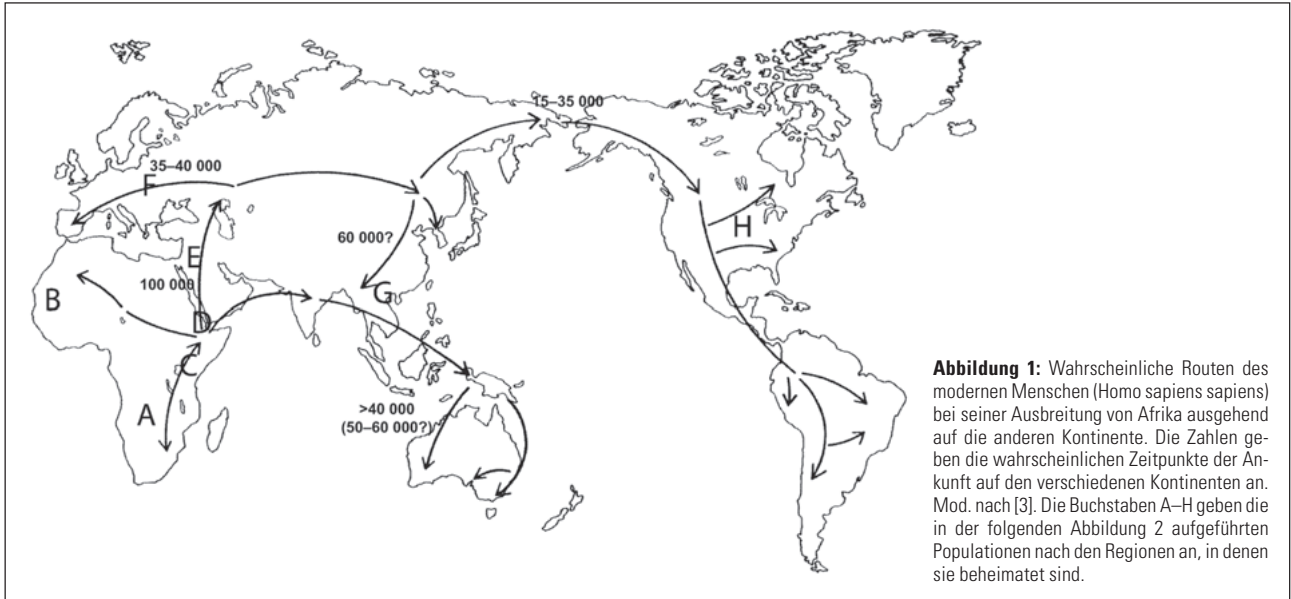 15–35 000
35–40 000
F
60 000?
H
E
100 000
B
G
D
C
A
>40 000
(50–60 000?)
Abbildung 1: Wahrscheinliche Routen des
modernen Menschen (Homo sapiens sapiens)
bei seiner Ausbreitung von Afrika ausgehend
auf die anderen Kontinente. Die Zahlen ge-
ben die wahrscheinlichen Zeitpunkte der An-
kunft auf den verschiedenen Kontinenten an.
Mod. nach [3]. Die Buchstaben A–H geben die
in der folgenden Abbildung 2 aufgeführten
Populationen nach den Regionen an, in denen
sie beheimatet sind.